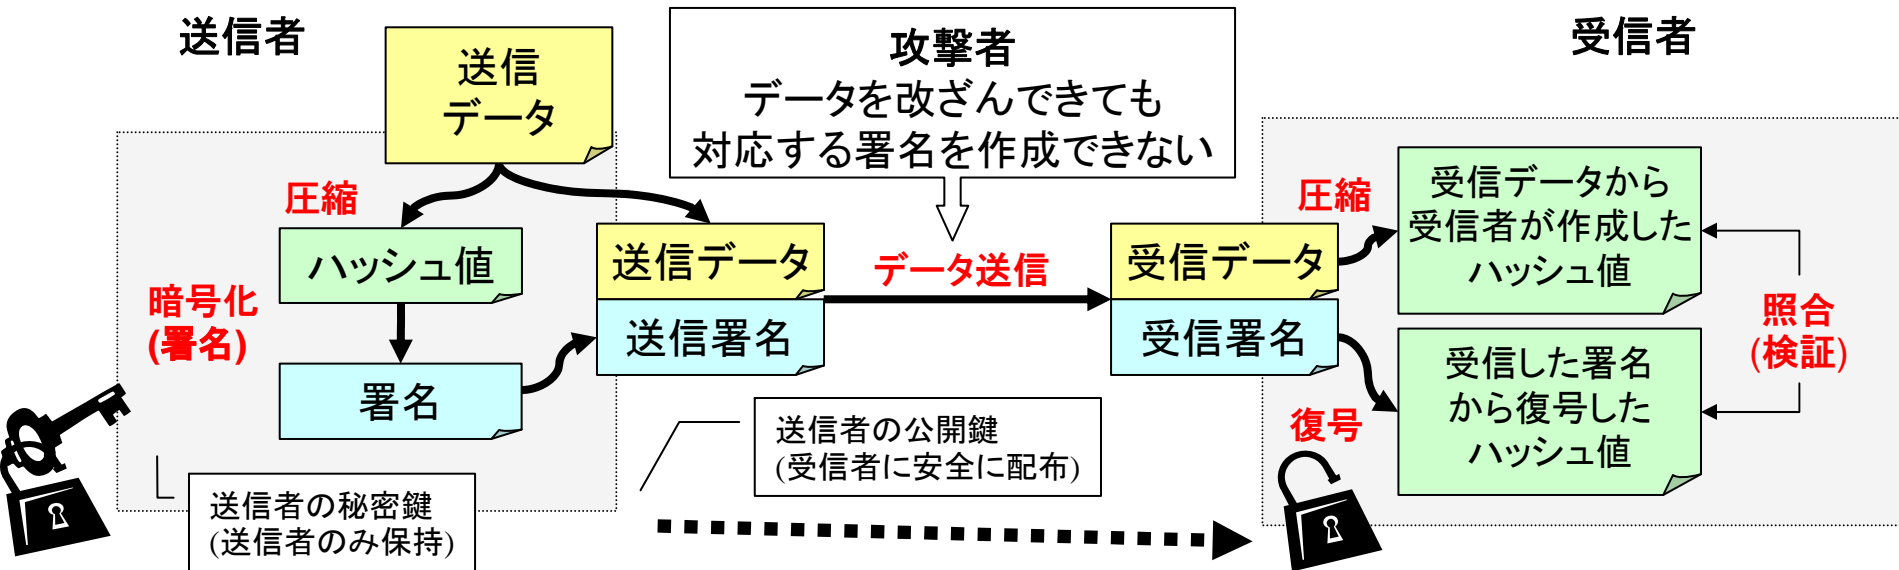 送信者
送信
データ
攻撃者
データを改ざんできても
対応する署名を作成できない
受信者
圧縮
ハッシュ値
暗号化
(署名)
署名
送信データ
送信署名
データ送信
受信データ
受信署名
圧縮
受信データから
受信者が作成した
ハッシュ値
照合
(検証)
復号
受信した署名
から復号した
ハッシュ値
送信者の公開鍵
(受信者に安全に配布)
送信者の秘密鍵
(送信者のみ保持)